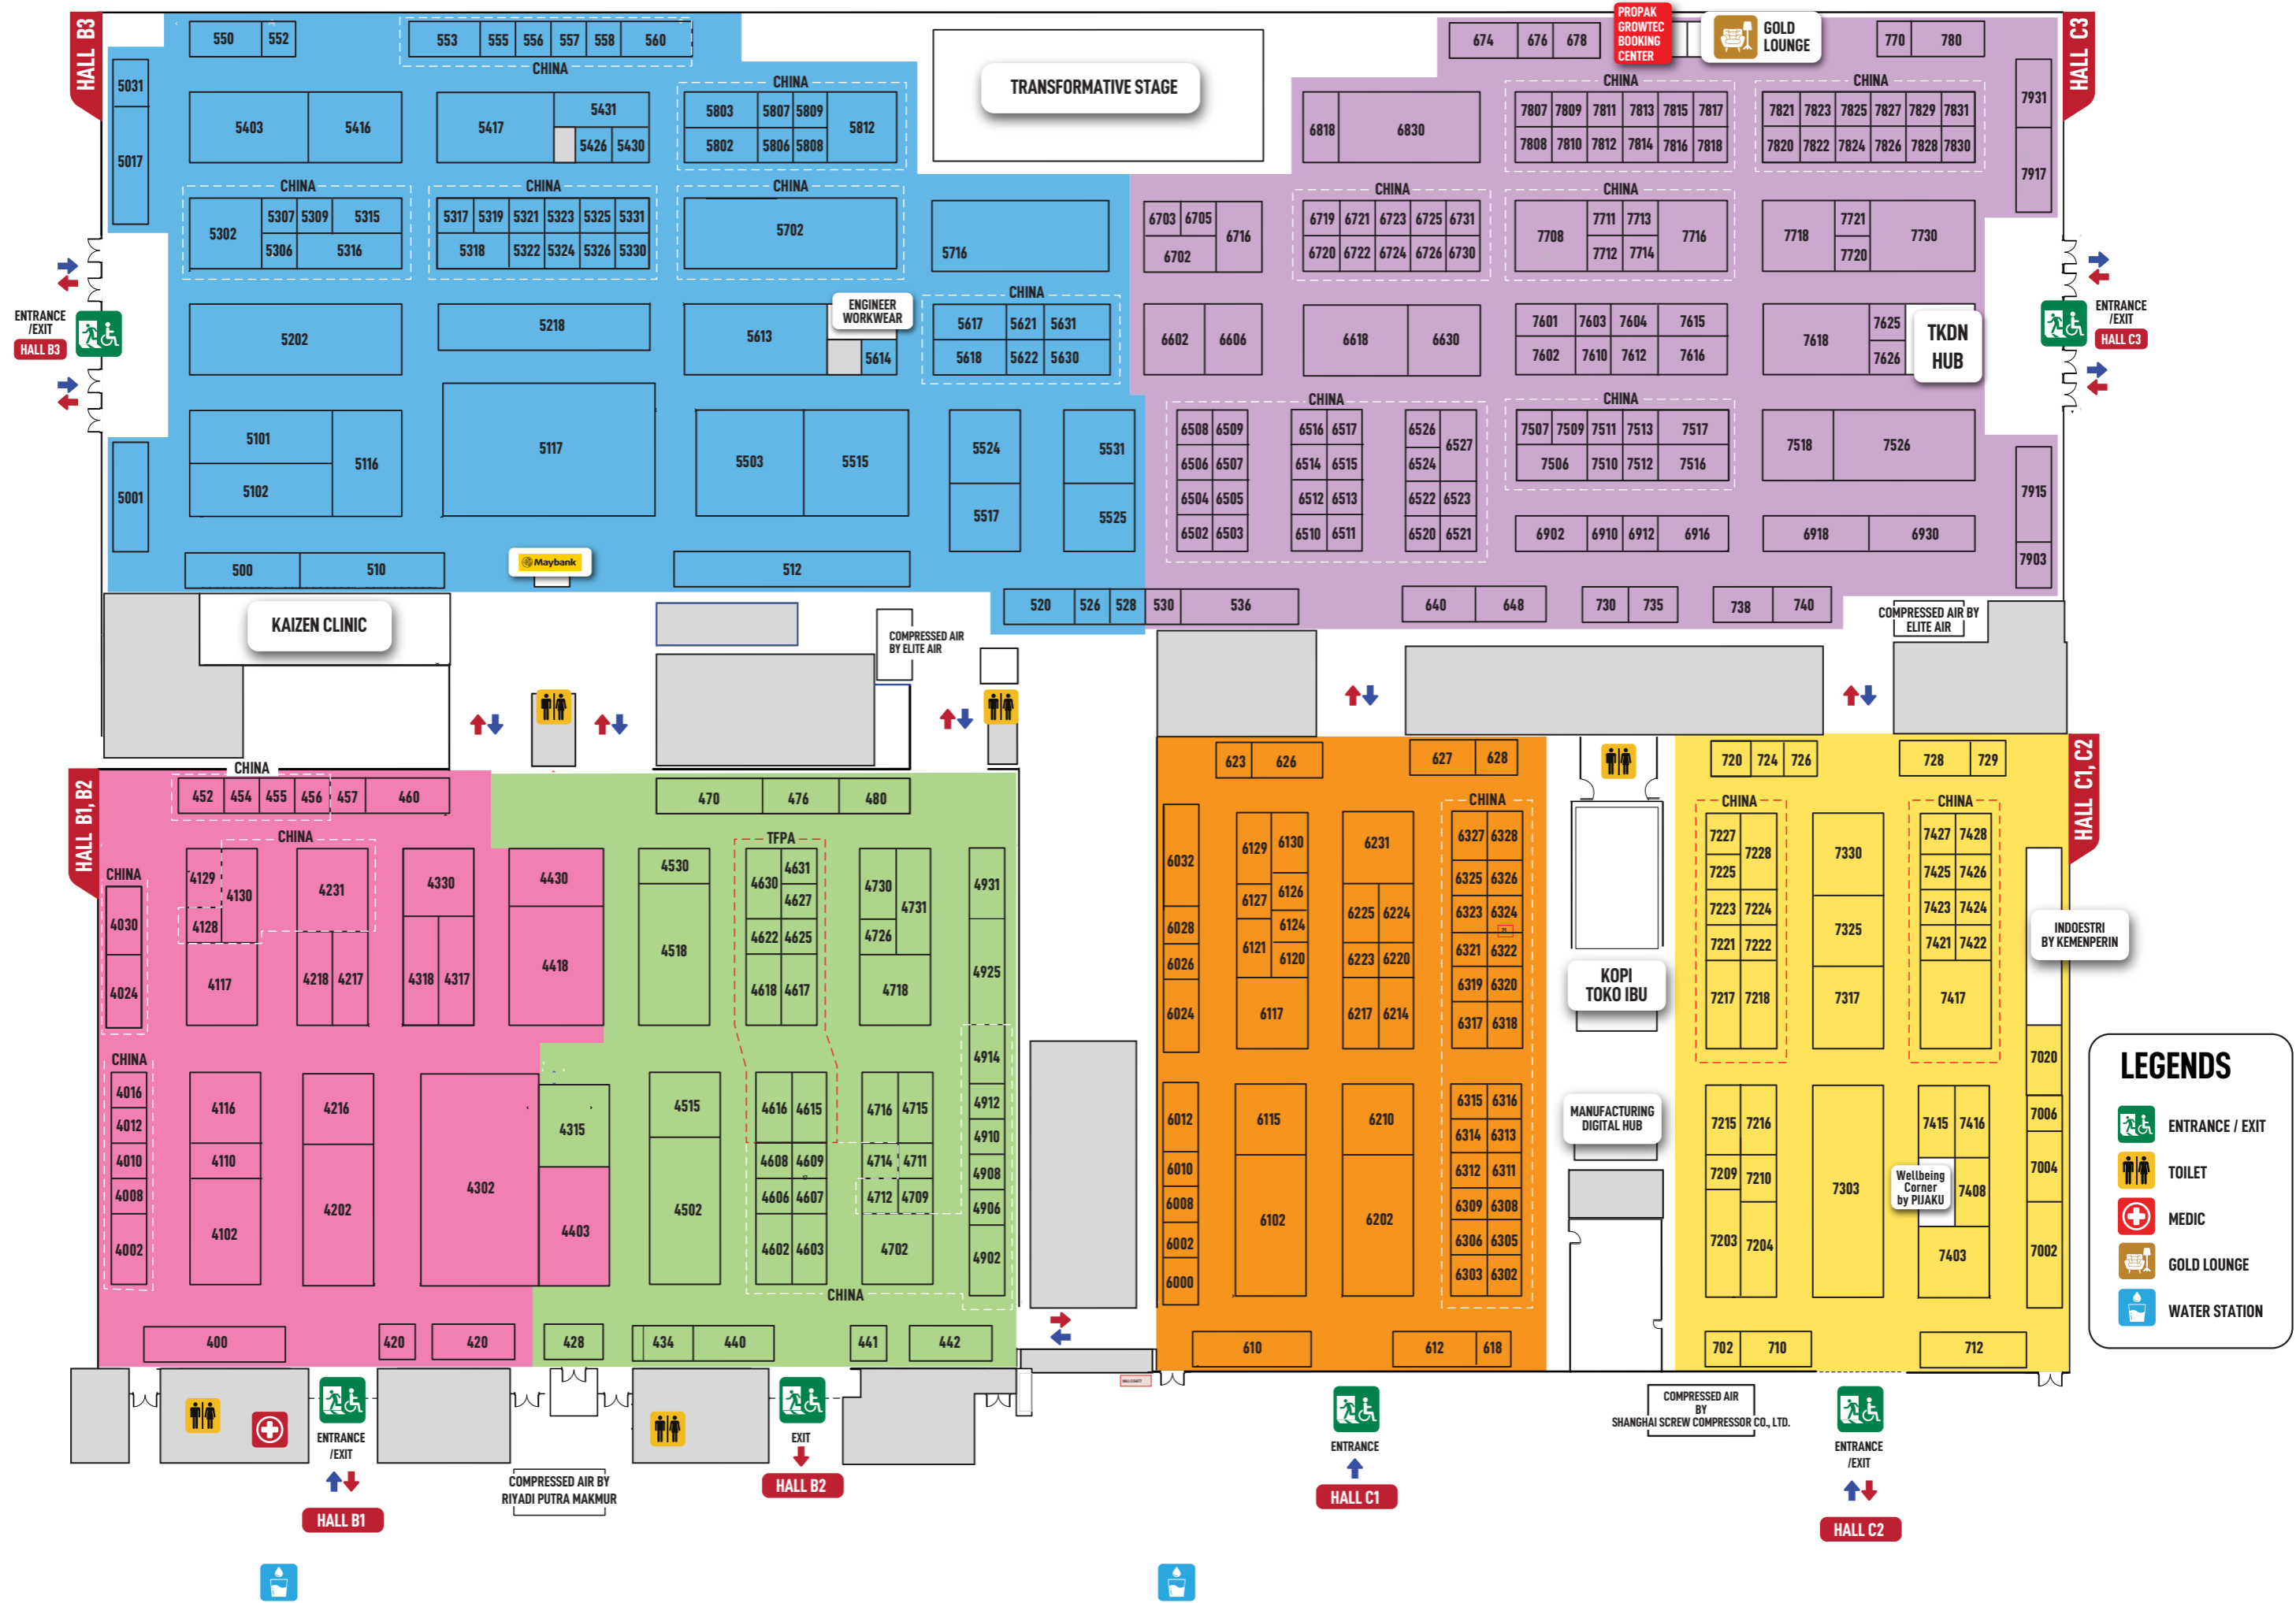 HALL B3
550 552
553 555 556 557 558 560
CHINA
TRANSFORMATIVE STAGE
674 676 678
PROPAK
GROWTEC
BOOKING
CENTER
GOLD
LOUNGE
770 780
HALL C3
5031
5017
5403 5416
5417 5431
5426 5430
CHINA
5803 5807 5809 5812
5802 5806 5808
6818 6830
CHINA
7807 7809 7811 7813 7815 7817
7808 7810 7812 7814 7816 7818
CHINA
7821 7823 7825 7827 7829 7831
7820 7822 7824 7826 7828 7830
7931
7917
CHINA
5302 5307 5309 5315
5306 5316
CHINA
5317 5319 5321 5323 5325 5331
5318 5322 5324 5326 5330
CHINA
5702
5716
6703 6705 6716
6702
CHINA
6719 6721 6723 6725 6731
6720 6722 6724 6726 6730
CHINA
7708 7711 7713 7716
7712 7714
7718 7721 7730
7720
ENTRANCE
/EXIT
HALL B3
5202
5218
5613
ENGINEER
WORKWEAR
5614
CHINA
5617 5621 5631
5618 5622 5630
6602 6606
6618 6630
7601 7603 7604 7615
7602 7610 7612 7616
7618 7625
7626
TKDN
HUB
ENTRANCE
/EXIT
HALL C3
5001
5101 5116
5102
5117
5503 5515
5524
5517
5531
5525
CHINA
6508 6509
6506 6507
6504 6505
6502 6503
6516 6517
6514 6515
6512 6513
6510 6511
6526 6527
6524
6522 6523
6520 6521
CHINA
7507 7509 7511 7513 7517
7506 7510 7512 7516
7518 7526
6902 6910 6912 6916
6918 6930
7915
7903
500 510
Maybank
512
520 526 528 530 536
640 648
730 735
738 740
KAIZEN CLINIC
COMPRESSED AIR
BY ELITE AIR
COMPRESSED AIR BY
ELITE AIR
HALL B1, B2
CHINA
452 454 455 456 457 460
470 476 480
623 626
627 628
720 724 726
728 729
HALL C1, C2
CHINA
4030
4024
CHINA
4129 4130
4128
4117
4231
4218 4217
4330
4318 4317
4430
4418
4530
4518
TFPA
4630 4631
4627
4622 4625
4618 4617
4730 4731
4726
4718
4931
4925
CHINA
4016
4012
4010
4008
4002
4116
4110
4102
4216
4202
4302
4315
4403
4515
4502
4616 4615
4608 4609
4606 4607
4602 4603
CHINA
4716 4715
4714 4711
4712 4709
4702
4914
4912
4910
4908
4906
4902
6032
6028
6026
6024
6129 6130
6127 6126
6121 6124
6120
6117
6231
6225 6224
6223 6220
6217 6214
CHINA
6327 6328
6325 6326
6323 6324
6321 6322
6319 6320
6317 6318
6012
6010
6008
6002
6000
6115
6102
6210
6202
6315 6316
6314 6313
6312 6311
6309 6308
6306 6305
6303 6302
KOPI
TOKO IBU
MANUFACTURING
DIGITAL HUB
CHINA
7227 7228
7225
7223 7224
7221 7222
7217 7218
7330
7325
7317
CHINA
7427 7428
7425 7426
7423 7424
7421 7422
7417
INDOESTRI
BY KEMENPERIN
7020
7006
7004
7002
7215 7216
7209 7210
7203 7204
7303
7415 7416
Wellbeing
Corner
by PIJAKU
7408
7403
400 420 420 428 434 440 441 442
610 612 618
702 710 712
LEGENDS
ENTRANCE / EXIT
TOILET
MEDIC
GOLD LOUNGE
WATER STATION
ENTRANCE
/EXIT
HALL B1
COMPRESSED AIR BY
RIYADI PUTRA MAKMUR
EXIT
HALL B2
ENTRANCE
HALL C1
COMPRESSED AIR
BY
SHANGHAI SCREW COMPRESSOR CO., LTD.
ENTRANCE
/EXIT
HALL C2